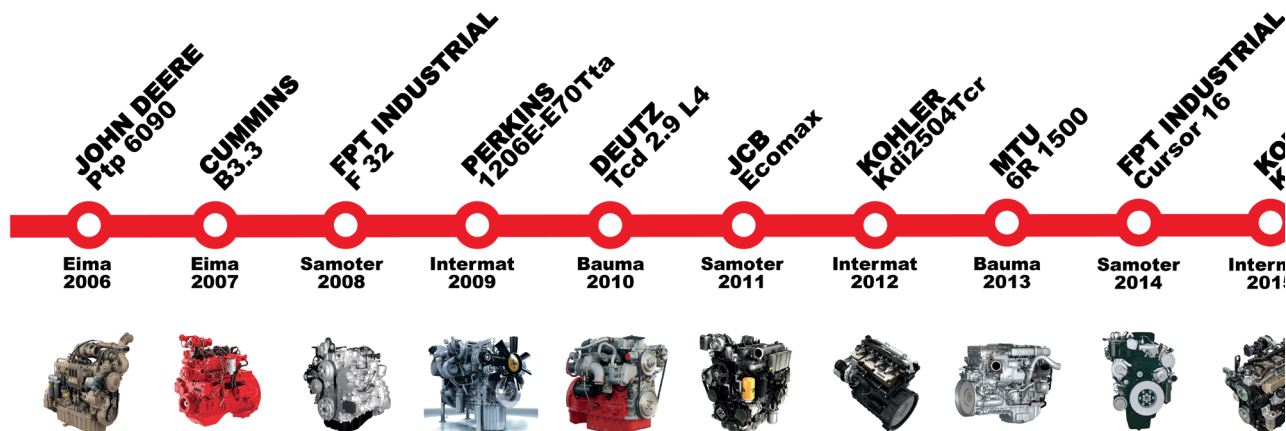 JOHN DEERE
Ptp 6090
CUMMINS
B3.3
FPT INDUSTRIAL
F 32
PERKINS
1206E-E70Tta
DEUTZ
Tcd 2.9 L4
JCB
Ecomax
KOHLER
Kdi2504Tcr
MTU
6R 1500
FPT INDUSTRIAL
Cursor 16
Eima
2006
Eima
2007
Samoter
2008
Intermat
2009
Bauma
2010
Samoter
2011
Intermat
2012
Bauma
2013
Samoter
2014
2015